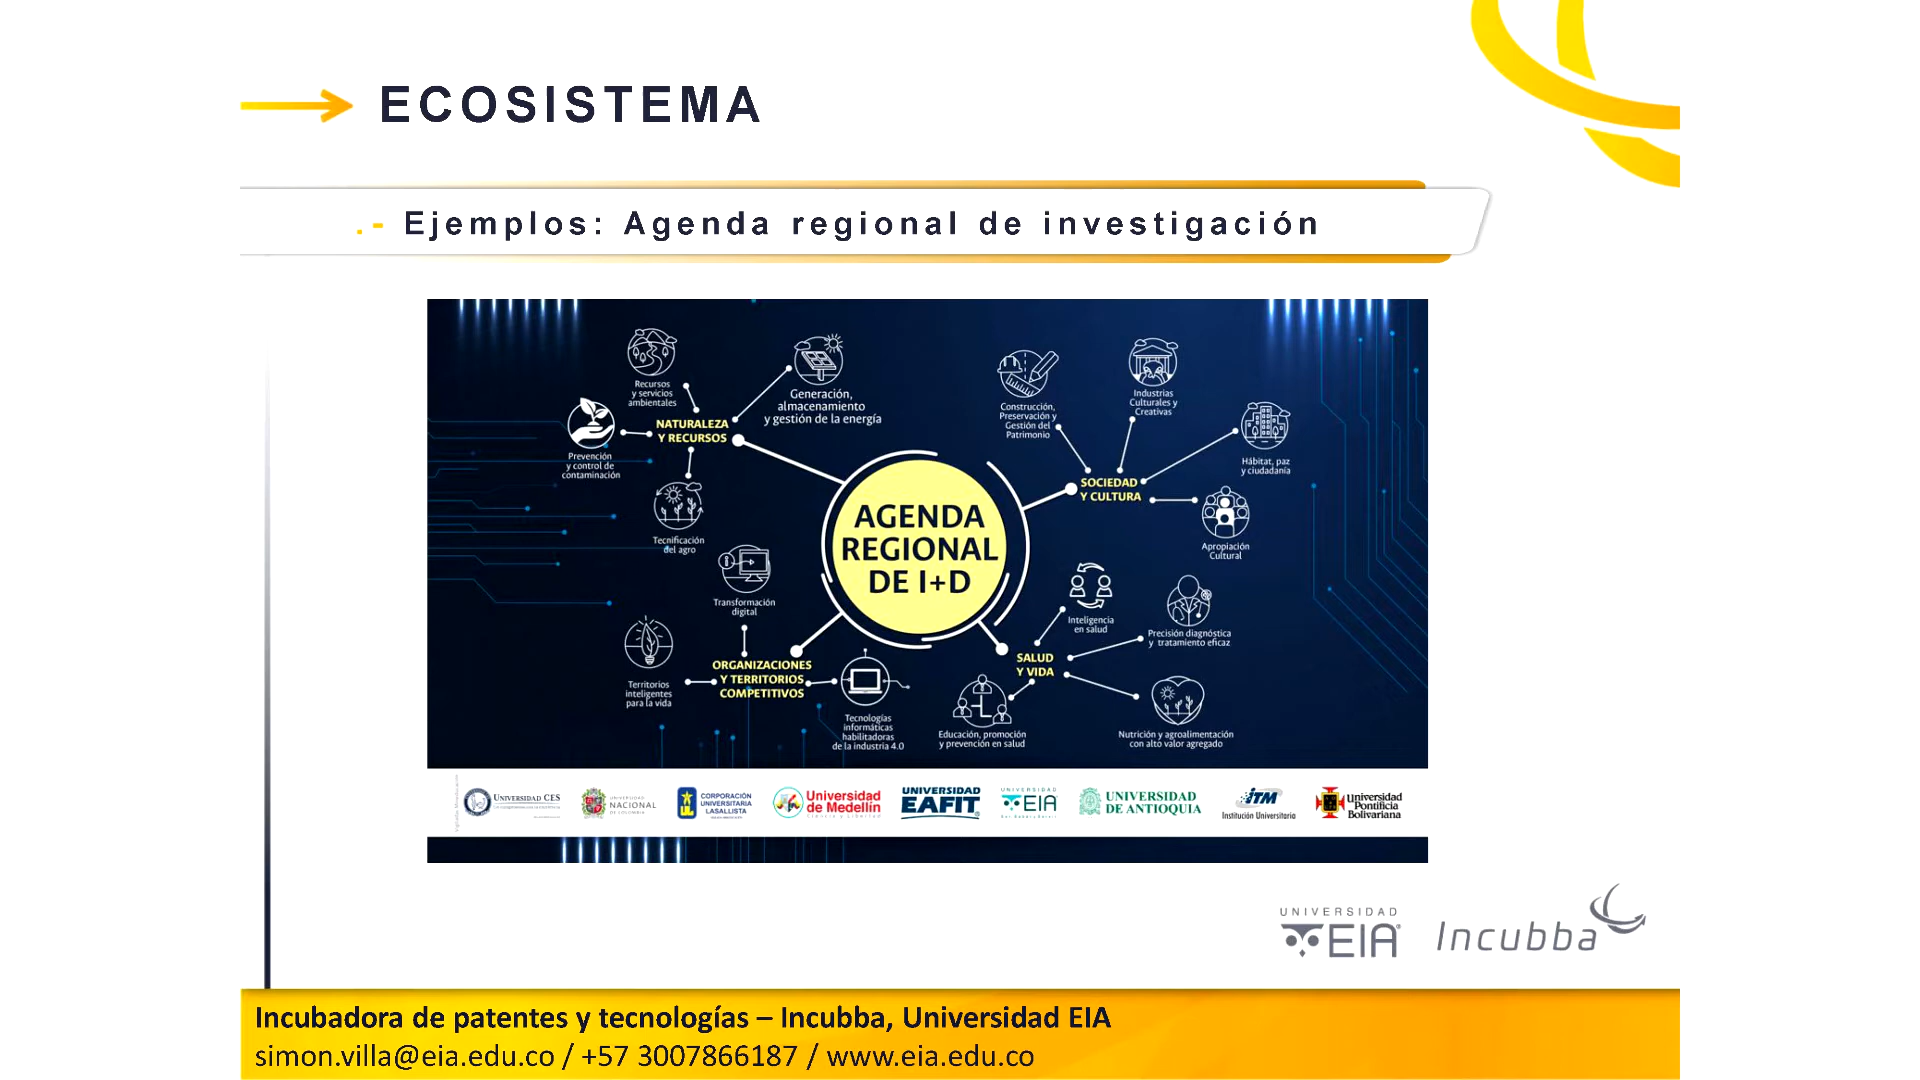 ECOSISTEMA
.- Ejemplos: Agenda regional de investigación
Recursos
y servicios
ambientales
Generación,
almacenamiento
y gestión de la energía
NATURALEZA
Y RECURSOS
Prevención
y control de
contaminación
Tecnificación
del agro
Construcción,
Preservación y
Gestión del
Patrimonio
Industrias
Culturales y
Creativas
Hábitat, paz
y ciudadanía
SOCIEDAD
Y CULTURA
Apropiación
Cultural
AGENDA
REGIONAL
DE I+D
Transformación
digital
Territorios
inteligentes
para la vida
ORGANIZACIONES
Y TERRITORIOS
COMPETITIVOS
Tecnologías
informáticas
habilitadoras
de la industria 4.0
Inteligencia
en salud
Precisión diagnóstica
y tratamiento eficaz
SALUD
Y VIDA
Educación, promoción
y prevención en salud
Nutrición y agroalimentación
con alto valor agregado
UNIVERSIDAD CES
UNIVERSIDAD
NACIONAL
DE COLOMBIA
CORPORACIÓN
UNIVERSITARIA
LASALLISTA
Universidad
de Medellín
Ciencia y Libertad
UNIVERSIDAD
EAFIT
UNIVERSIDAD
EIA
UNIVERSIDAD
DE ANTIOQUIA
iTM
Institución Universitaria
Universidad
Pontificia
Bolivariana
UNIVERSIDAD
EIA
Incubba
Incubadora de patentes y tecnologías – Incubba, Universidad EIA
simon.villa@eia.edu.co / +57 3007866187 / www.eia.edu.co